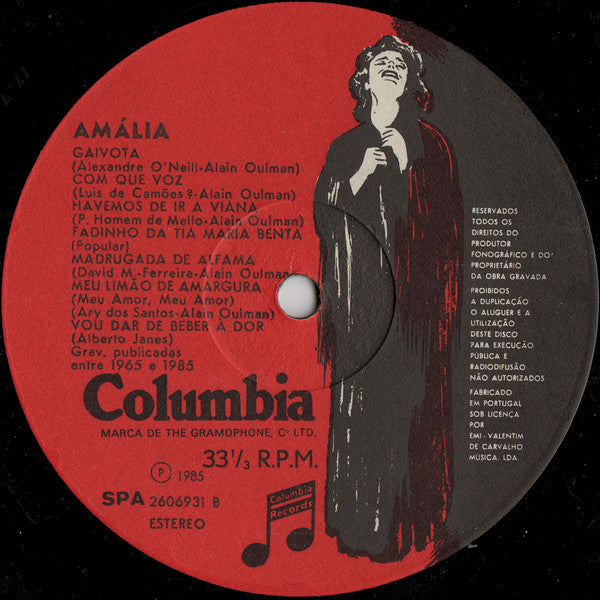 AMÁLIA
GAIVOTA
(Alexandre O'Neill-Alain Oulman)
COM QUE VOZ
(Luis de Camões?-Alain Oulman)
HAVEMOS DE IR A VIANA
(P. Homem de Mello-Alain Oulman)
FADINHO DA TIA MARIA BENTA
(Popular)
MADRUGADA DE ALFAMA
(David M.-Ferreira-Alain Oulman)
MEU LIMÃO DE AMARGURA
(Meu Amor, Meu Amor)
(Ary dos Santos-Alain Oulman)
VOU DAR DE BEBER À DOR
(Alberto Janes)
Grav. publicadas
entre 1965 e 1985
Columbia
MARCA DE THE GRAMOPHONE, Cº LTD.
33 1/3 R.P.M.
℗ 1985
SPA 2606931 B
ESTEREO
Columbia
Records
RESERVADOS
TODOS OS
DIREITOS DO
PRODUTOR
FONOGRÁFICO E DO
PROPRIETÁRIO
DA OBRA GRAVADA
PROIBIDOS
A DUPLICAÇÃO
O ALUGUER E A
UTILIZAÇÃO
DESTE DISCO
PARA EXECUÇÃO
PUBLICA E
RADIODIFUSÃO
NÃO AUTORIZADOS
FABRICADO
EM PORTUGAL
SOB LICENÇA
POR
EMI-VALENTIM
DE CARVALHO
MUSICA, LDA.